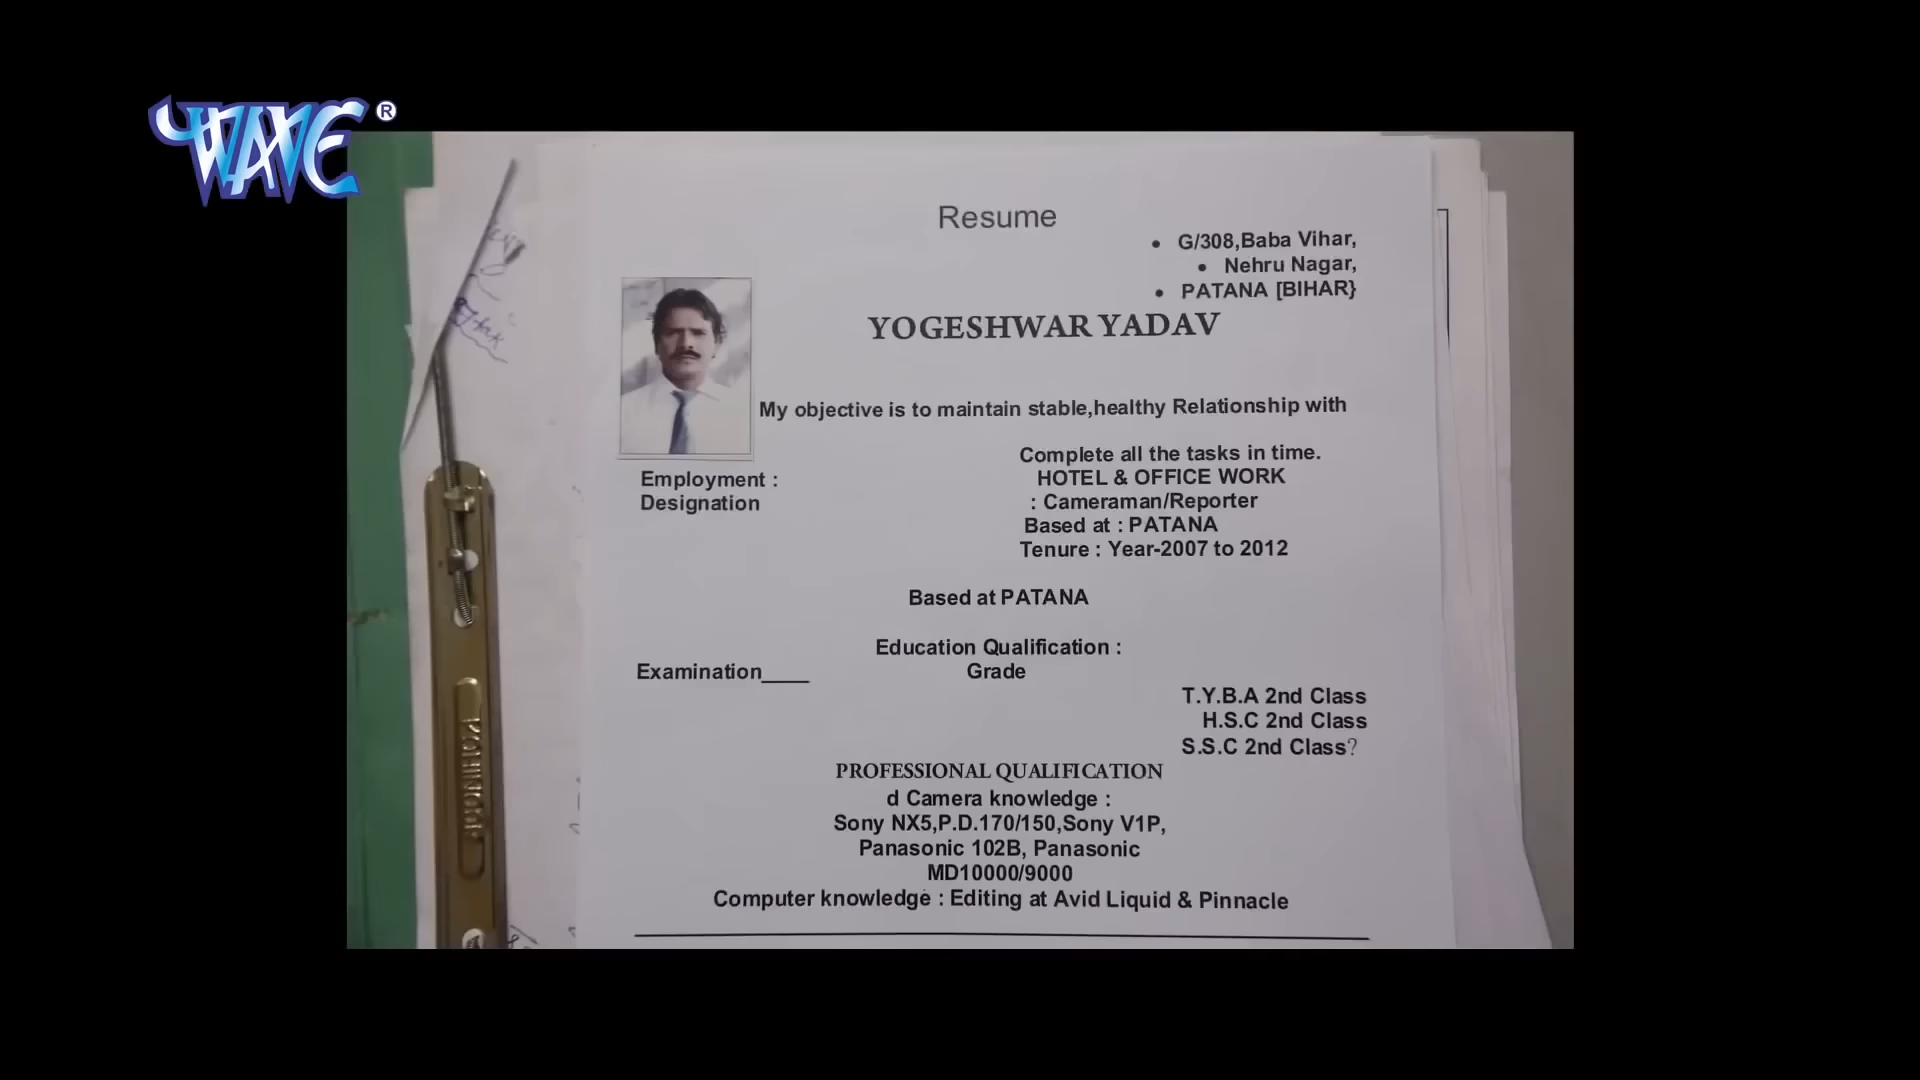 WAVE ®
Resume
• G/308,Baba Vihar,
• Nehru Nagar,
• PATANA [BIHAR}
YOGESHWAR YADAV
My objective is to maintain stable,healthy Relationship with
Complete all the tasks in time.
Employment : HOTEL & OFFICE WORK
Designation : Cameraman/Reporter
Based at : PATANA
Tenure : Year-2007 to 2012
Based at PATANA
Education Qualification :
Examination____ Grade
T.Y.B.A 2nd Class
H.S.C 2nd Class
S.S.C 2nd Class?
PROFESSIONAL QUALIFICATION
d Camera knowledge :
Sony NX5,P.D.170/150,Sony V1P,
Panasonic 102B, Panasonic
MD10000/9000
Computer knowledge : Editing at Avid Liquid & Pinnacle